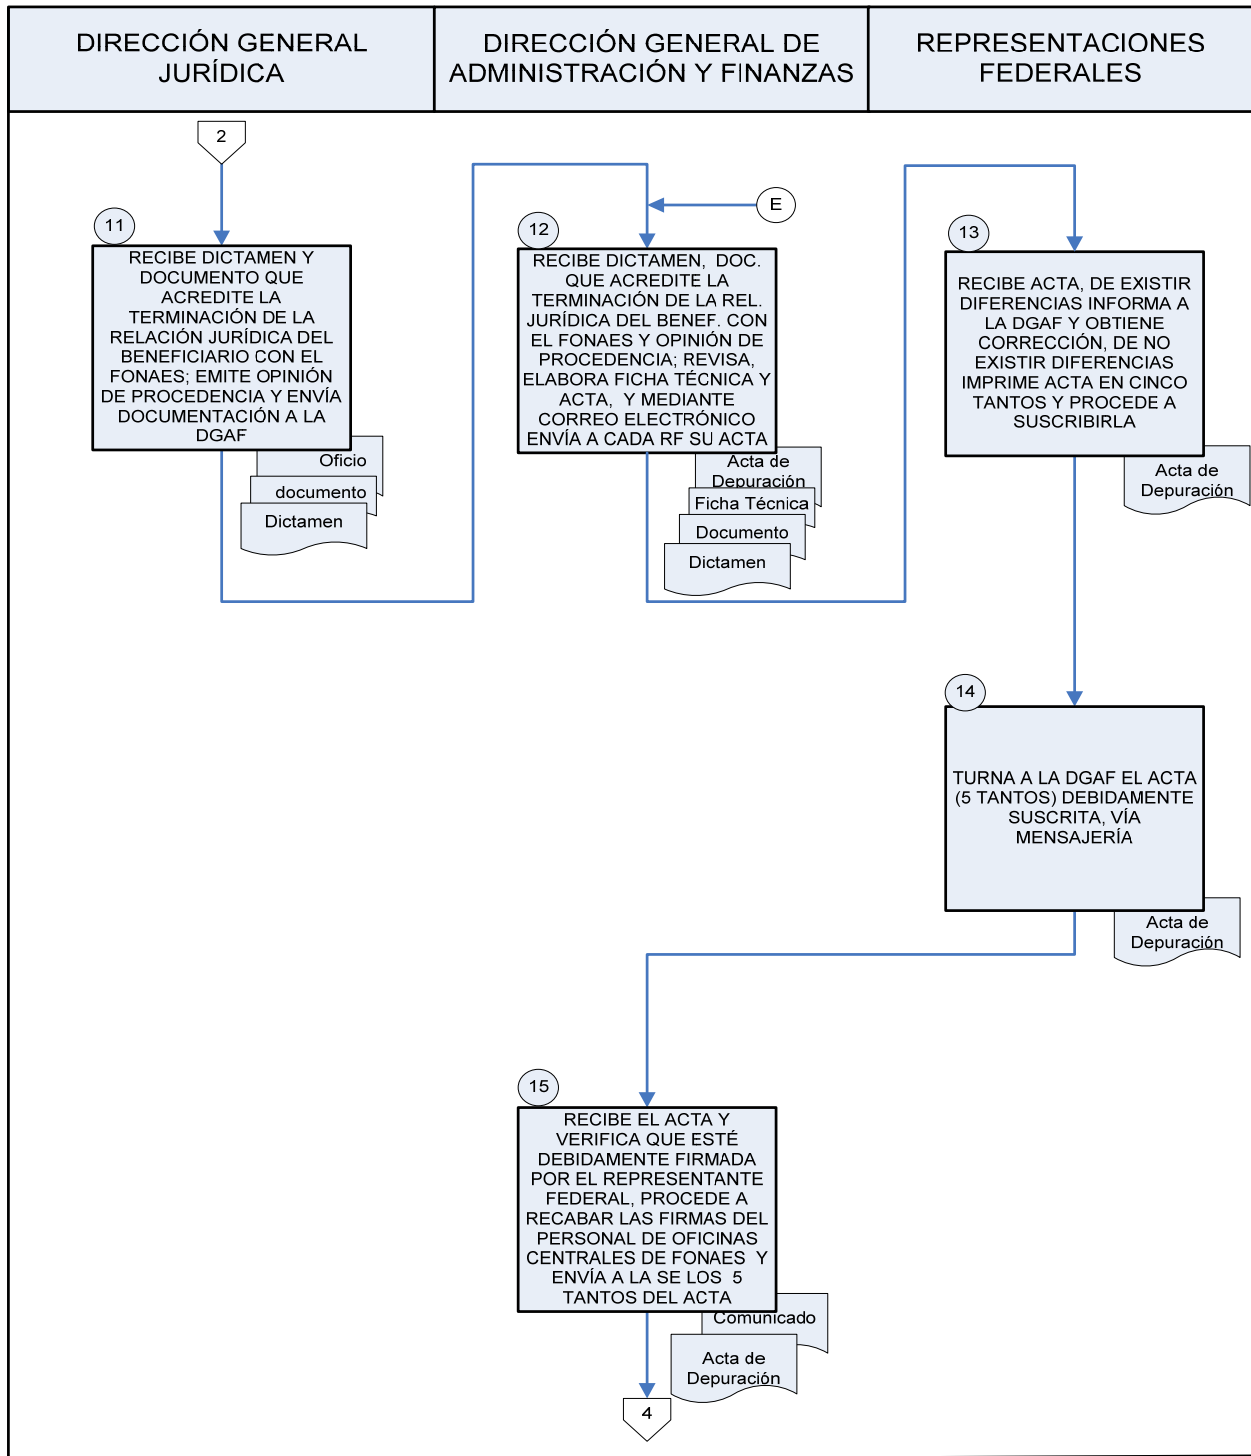 DIRECCIÓN GENERAL
JURÍDICA
DIRECCIÓN GENERAL DE
ADMINISTRACIÓN Y FINANZAS
REPRESENTACIONES
FEDERALES
2
11
RECIBE DICTAMEN Y
DOCUMENTO QUE
ACREDITE LA
TERMINACIÓN DE LA
RELACIÓN JURÍDICA DEL
BENEFICIARIO CON EL
FONAES; EMITE OPINIÓN
DE PROCEDENCIA Y ENVÍA
DOCUMENTACIÓN A LA
DGAF
Oficio
documento
Dictamen
E
12
RECIBE DICTAMEN, DOC.
QUE ACREDITE LA
TERMINACIÓN DE LA REL.
JURÍDICA DEL BENEF. CON
EL FONAES Y OPINIÓN DE
PROCEDENCIA; REVISA,
ELABORA FICHA TÉCNICA Y
ACTA, Y MEDIANTE
CORREO ELECTRÓNICO
ENVÍA A CADA RF SU ACTA
Acta de
Depuración
Ficha Técnica
Documento
Dictamen
13
RECIBE ACTA, DE EXISTIR
DIFERENCIAS INFORMA A
LA DGAF Y OBTIENE
CORRECCIÓN, DE NO
EXISTIR DIFERENCIAS
IMPRIME ACTA EN CINCO
TANTOS Y PROCEDE A
SUSCRIBIRLA
Acta de
Depuración
14
TURNA A LA DGAF EL ACTA
(5 TANTOS) DEBIDAMENTE
SUSCRITA, VÍA
MENSAJERÍA
Acta de
Depuración
15
RECIBE EL ACTA Y
VERIFICA QUE ESTÉ
DEBIDAMENTE FIRMADA
POR EL REPRESENTANTE
FEDERAL, PROCEDE A
RECABAR LAS FIRMAS DEL
PERSONAL DE OFICINAS
CENTRALES DE FONAES Y
ENVÍA A LA SE LOS 5
TANTOS DEL ACTA
Comunicado
Acta de
Depuración
4